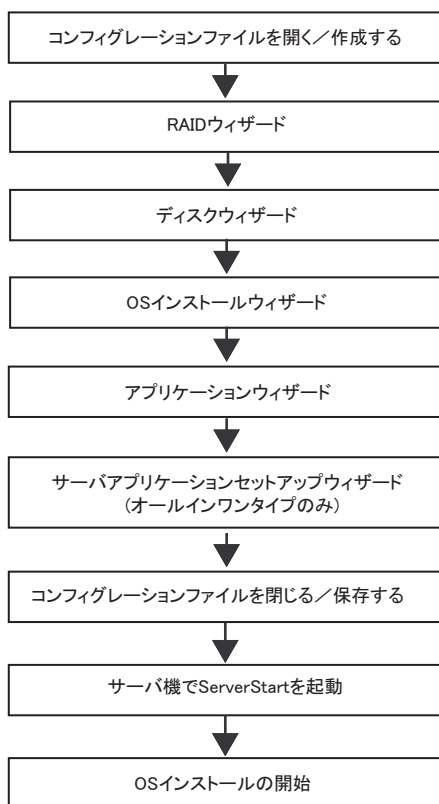 コンフィグレーションファイルを開く／作成する
RAIDウィザード
ディスクウィザード
OSインストールウィザード
アプリケーションウィザード
サーバアプリケーションセットアップウィザード
(オールインワンタイプのみ)
コンフィグレーションファイルを閉じる／保存する
サーバ機でServerStartを起動
OSインストールの開始